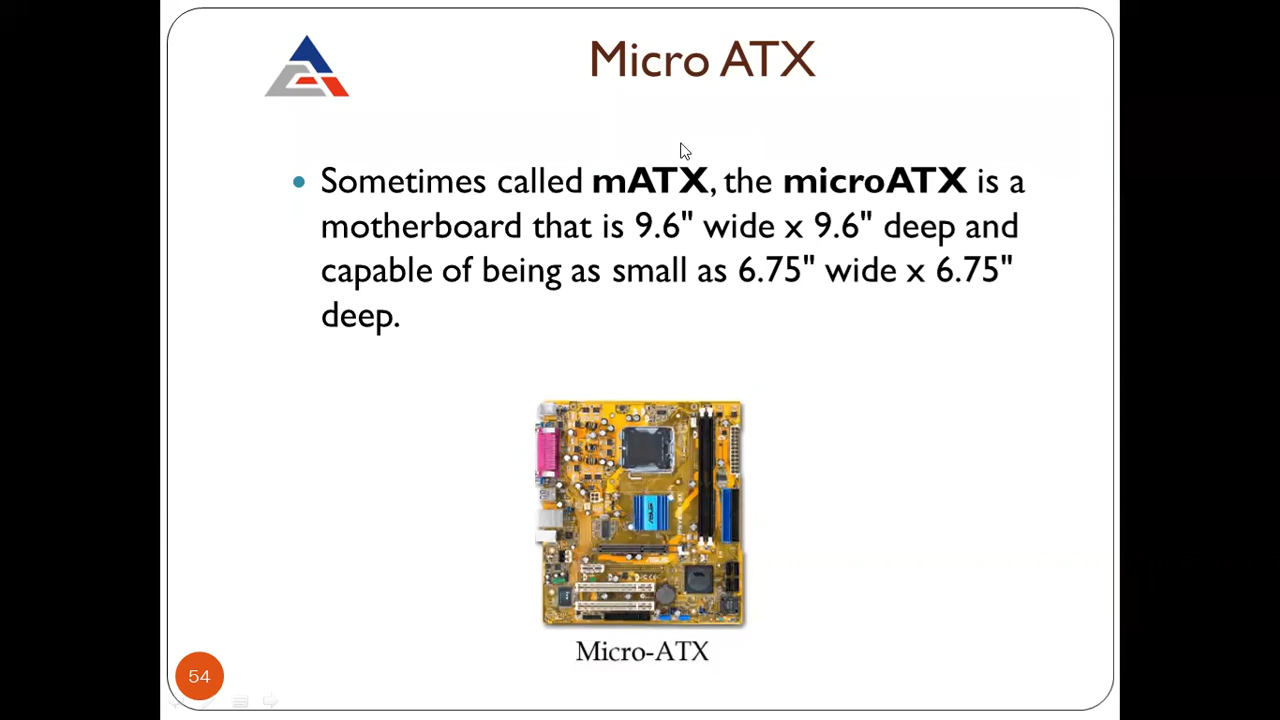 Micro ATX
• Sometimes called mATX, the microATX is a
motherboard that is 9.6" wide x 9.6" deep and
capable of being as small as 6.75" wide x 6.75"
deep.
Micro-ATX
54